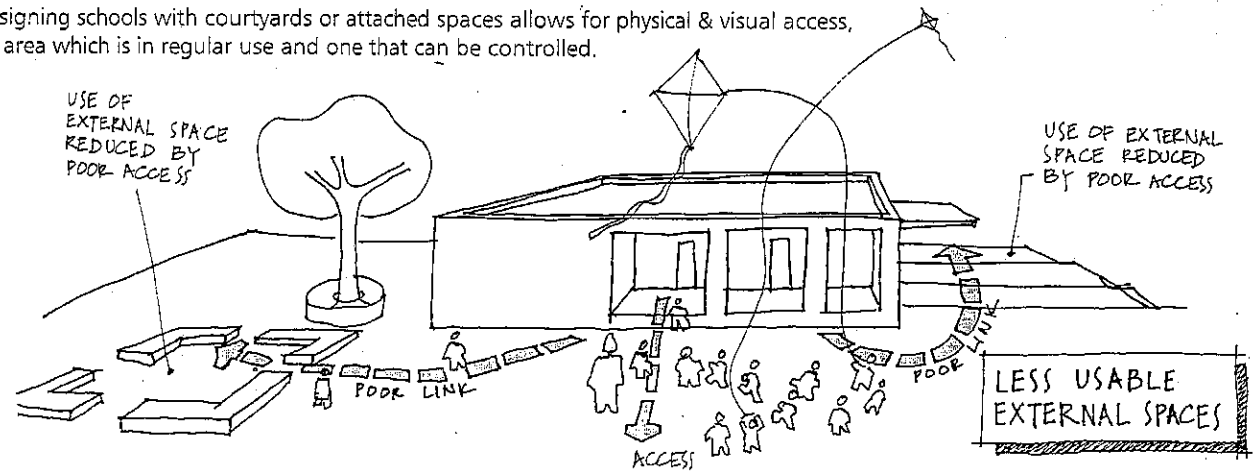 signing schools with courtyards or attached spaces allows for physical & visual access,
area which is in regular use and one that can be controlled.
USE OF
EXTERNAL SPACE
REDUCED BY
POOR ACCESS
USE OF EXTERNAL
SPACE REDUCED
BY POOR ACCESS
POOR LINK
POOR LINK
LESS USABLE
EXTERNAL SPACES
ACCESS